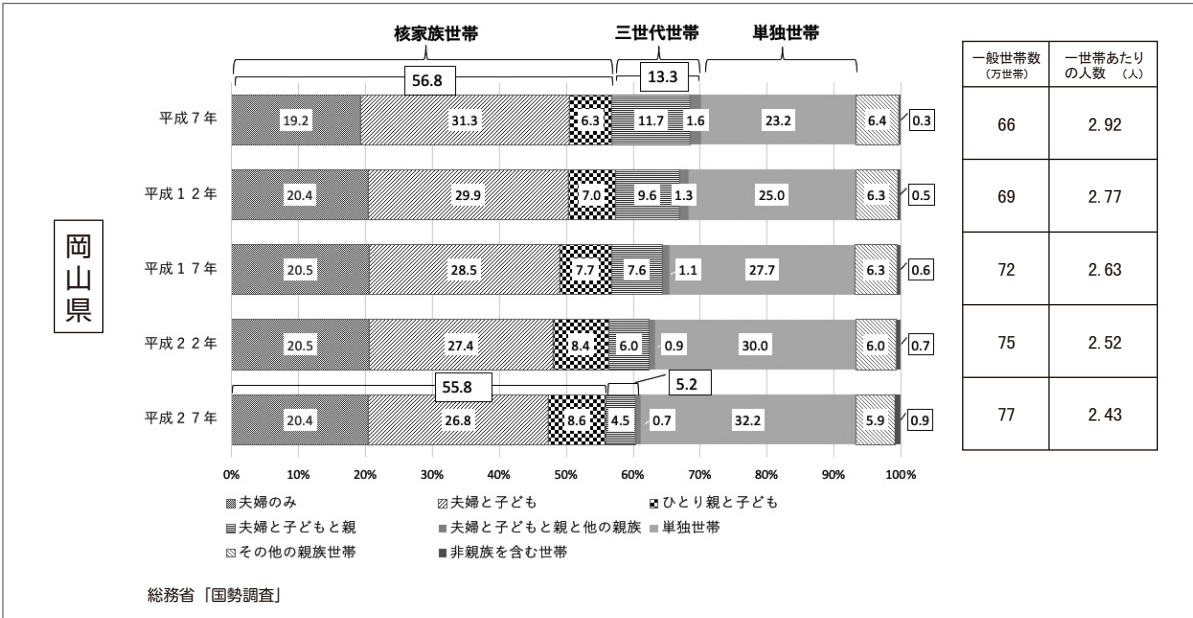 核家族世帯 三世代世帯 単独世帯
一般世帯数 一世帯あたり
(万世帯) の人数 (人)
56.8 13.3
平成7年 19.2 31.3 6.3 11.7 1.6 23.2 6.4 0.3 66 2.92
平成12年 20.4 29.9 7.0 9.6 1.3 25.0 6.3 0.5 69 2.77
岡山県
平成17年 20.5 28.5 7.7 7.6 1.1 27.7 6.3 0.6 72 2.63
平成22年 20.5 27.4 8.4 6.0 0.9 30.0 6.0 0.7 75 2.52
55.8 5.2
平成27年 20.4 26.8 8.6 4.5 0.7 32.2 5.9 0.9 77 2.43
0% 10% 20% 30% 40% 50% 60% 70% 80% 90% 100%
夫婦のみ 夫婦と子ども ひとり親と子ども
夫婦と子どもと親 夫婦と子どもと親と他の親族 単独世帯
その他の親族世帯 非親族を含む世帯
総務省「国勢調査」